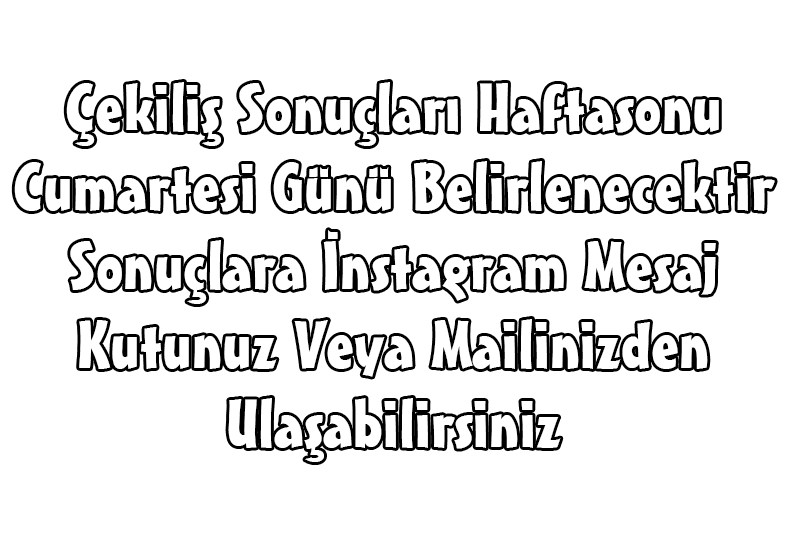 Çekiliş Sonuçları Haftasonu
Cumartesi Günü Belirlenecektir
Sonuçlara İnstagram Mesaj
Kutunuz Veya Mailinizden
Ulaşabilirsiniz